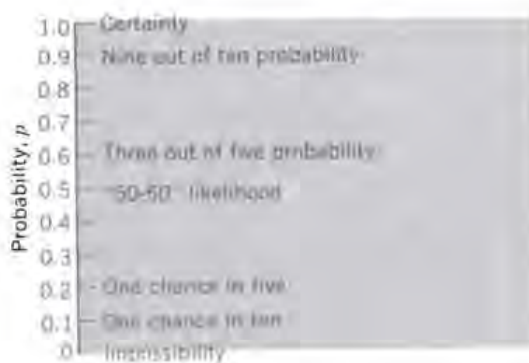 Probability, p
1.0 Certainty
0.9 Nine out of ten probability
0.8
0.7
0.6 Three out of five probability
0.5 "50-50" likelihood
0.4
0.3
0.2 One chance in five
0.1 One chance in ten
0 Impossibility